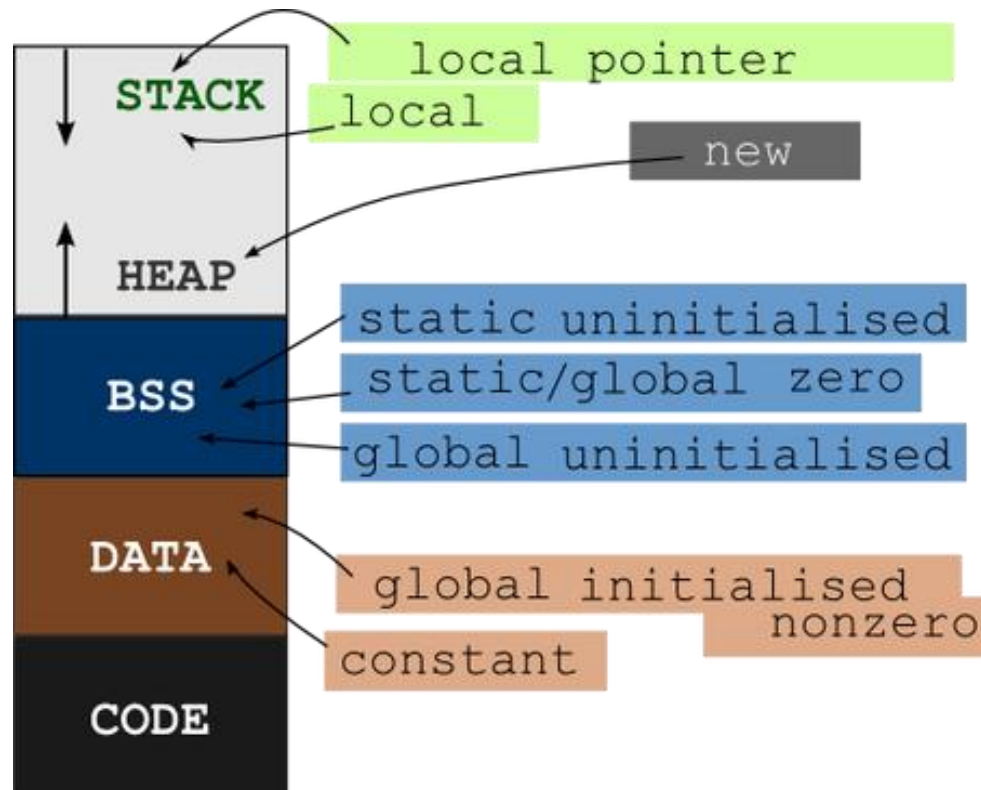 local pointer
STACK
local
new
HEAP
static uninitialised
static/global zero
BSS
global uninitialised
DATA
global initialised
nonzero
constant
CODE